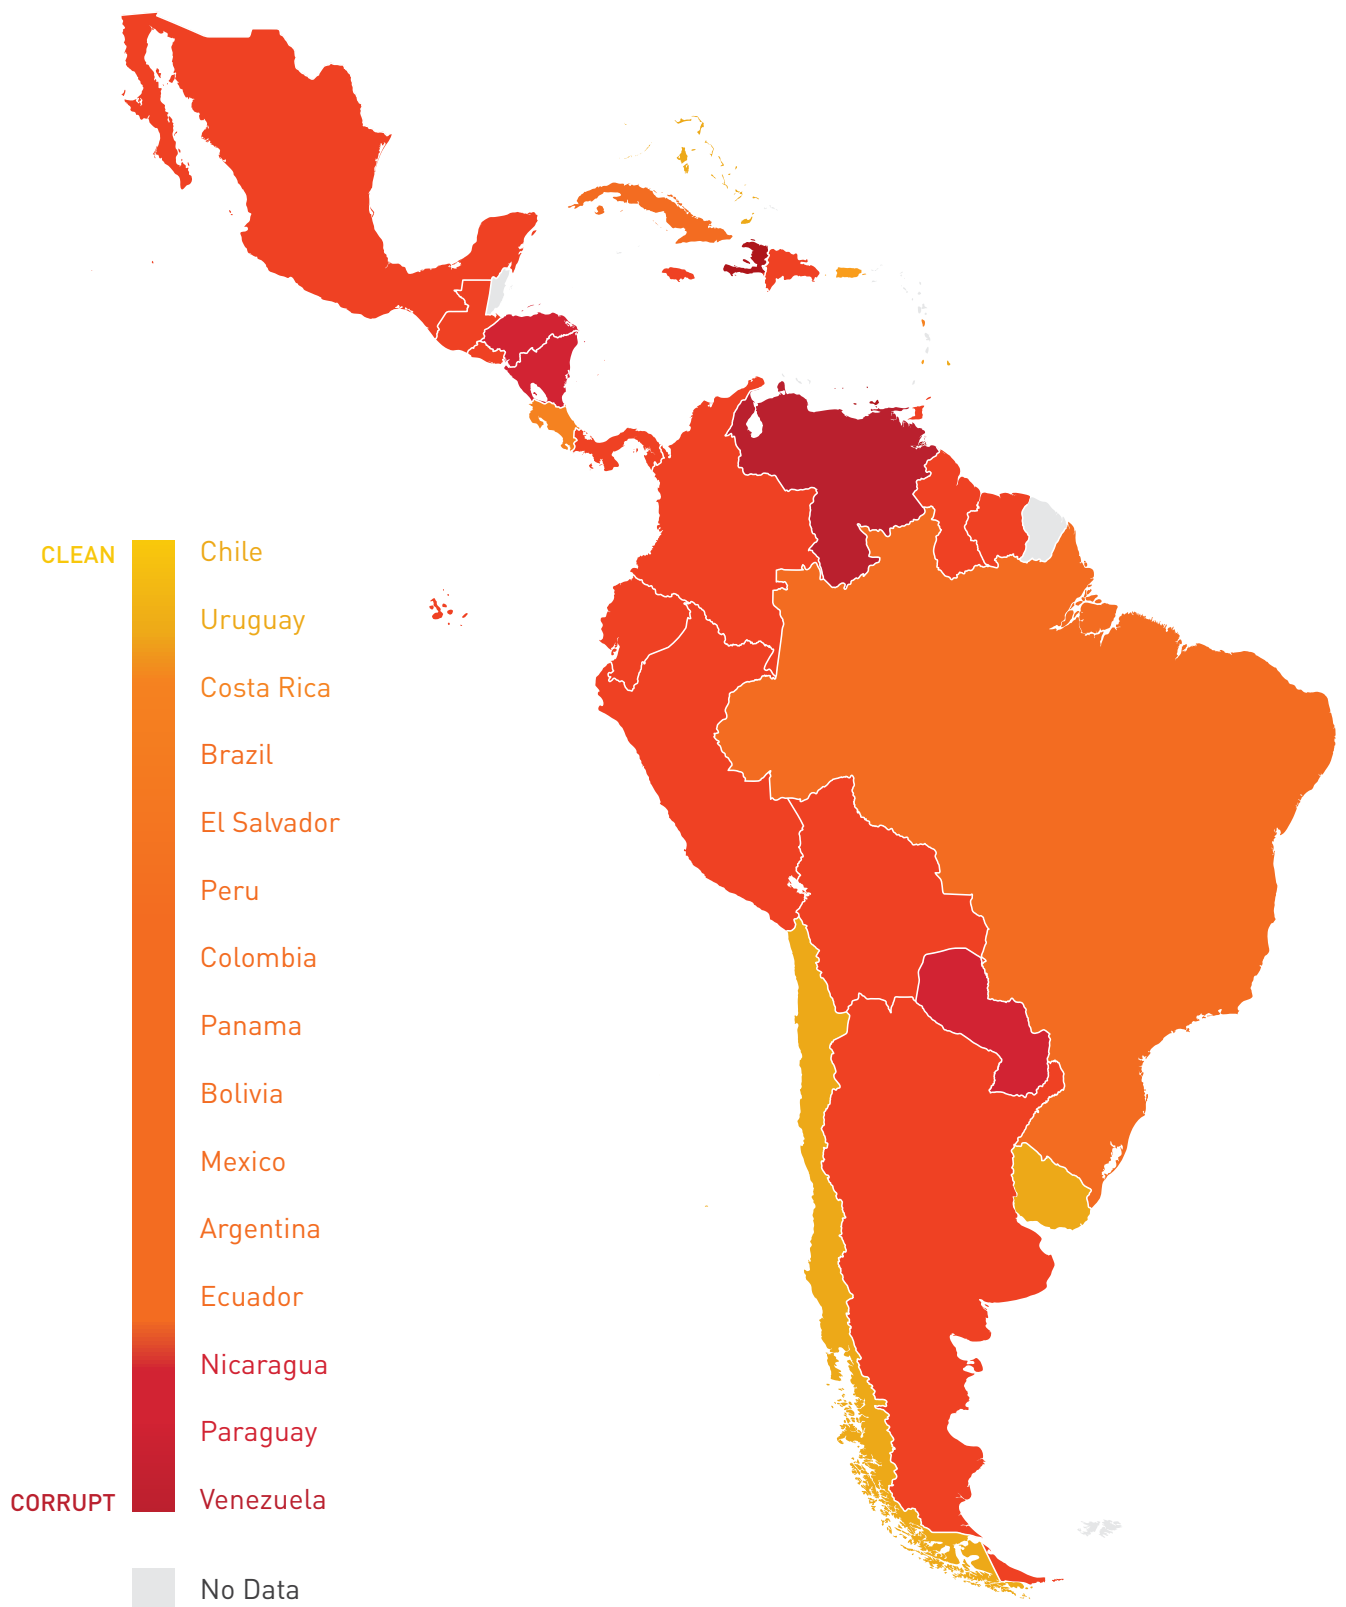 CLEAN
Chile
Uruguay
Costa Rica
Brazil
El Salvador
Peru
Colombia
Panama
Bolivia
Mexico
Argentina
Ecuador
Nicaragua
Paraguay
CORRUPT
Venezuela
No Data